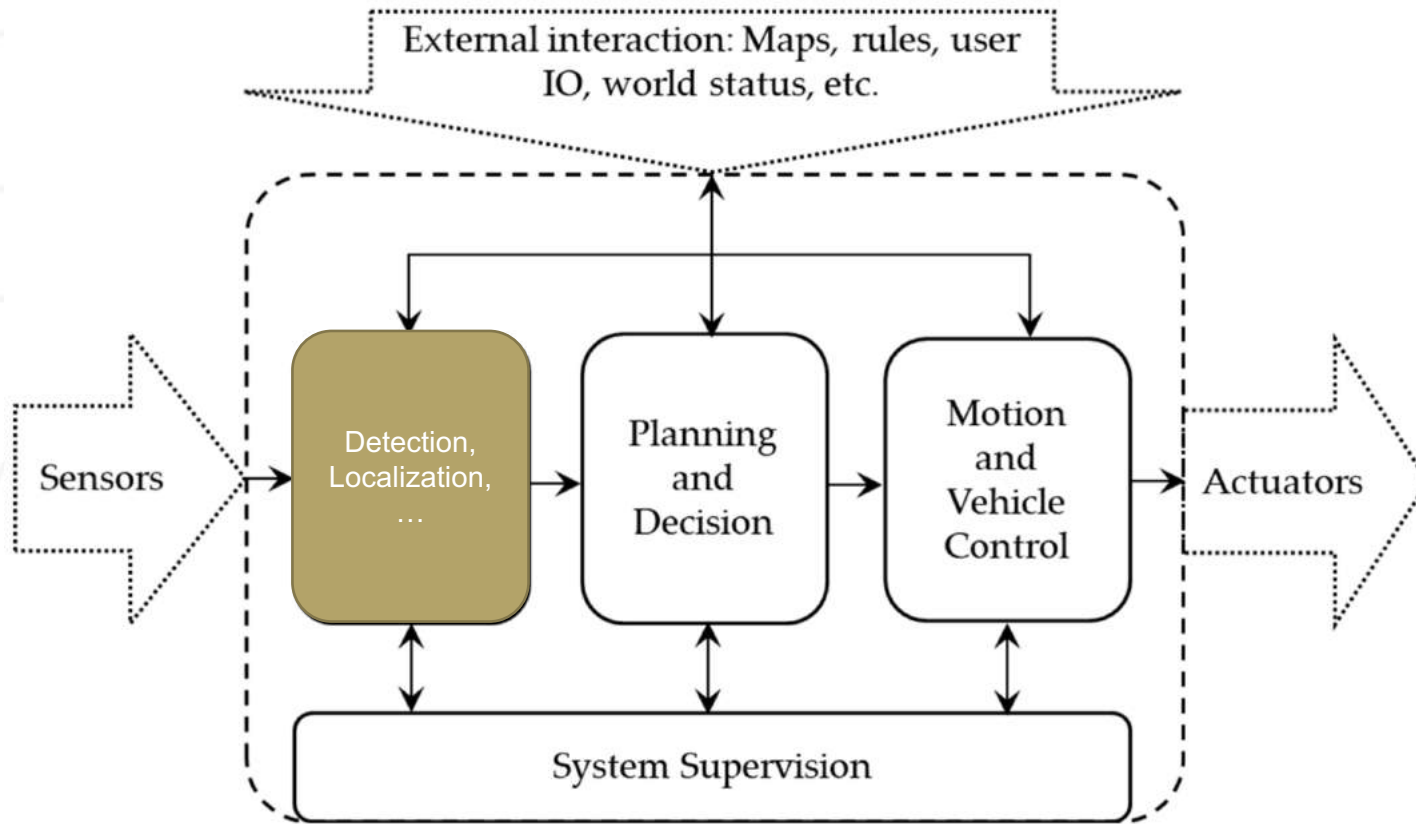 External interaction: Maps, rules, user
IO, world status, etc.
Sensors
Detection,
Localization,
...
Planning
and
Decision
Motion
and
Vehicle
Control
Actuators
System Supervision